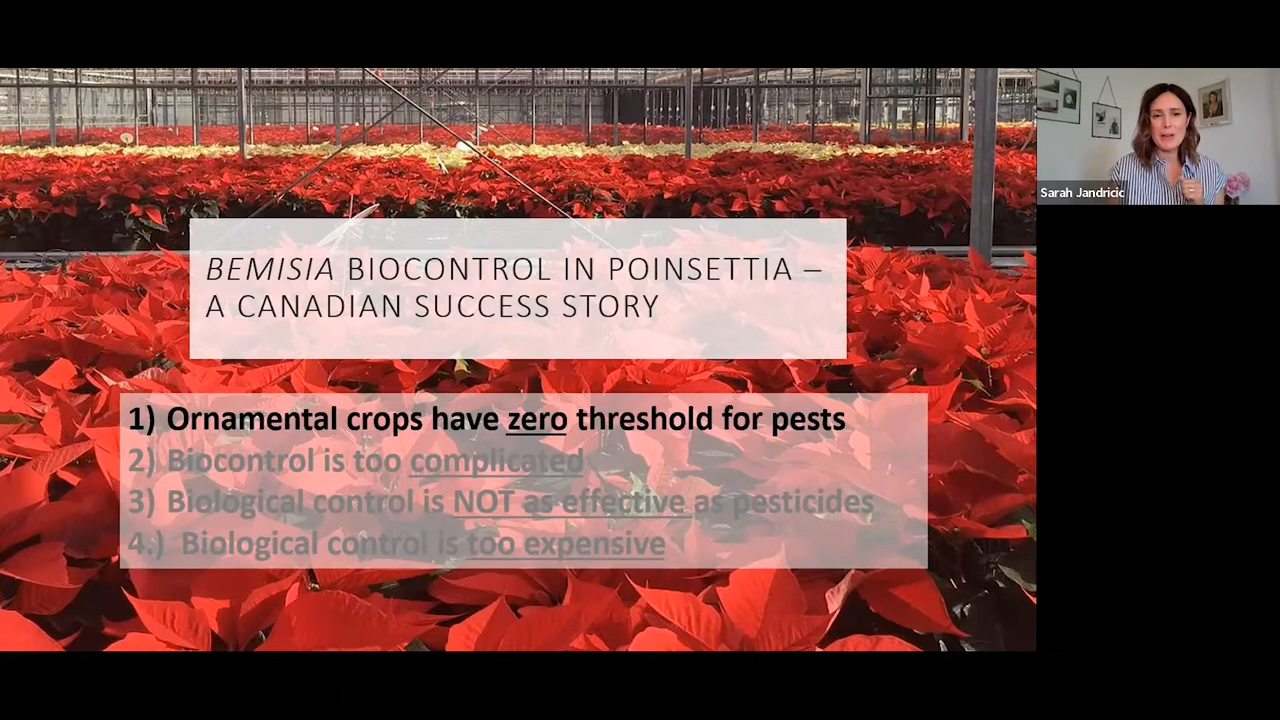 BEMISIA BIOCONTROL IN POINSETTIA –
A CANADIAN SUCCESS STORY
Sarah Jandricic
1) Ornamental crops have zero threshold for pests
2) Biocontrol is too complicated
3) Biological control is NOT as effective as pesticides
4.) Biological control is too expensive